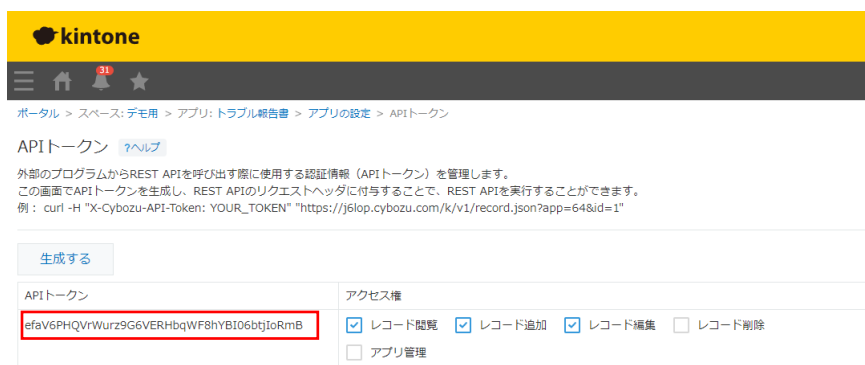 kintone
31
ポータル > スペース: デモ用 > アプリ: トラブル報告書 > アプリの設定 > APIトークン
APIトークン ?ヘルプ
外部のプログラムからREST APIを呼び出す際に使用する認証情報（APIトークン）を管理します。
この画面でAPIトークンを生成し、REST APIのリクエストヘッダに付与することで、REST APIを実行することができます。
例： curl -H "X-Cybozu-API-Token: YOUR_TOKEN" "https://j6lop.cybozu.com/k/v1/record.json?app=64&id=1"
生成する
APIトークン アクセス権
efaV6PHQVrWurz9G6VERHbqWF8hYBI06btjIoRmB レコード閲覧 レコード追加 レコード編集 レコード削除
アプリ管理